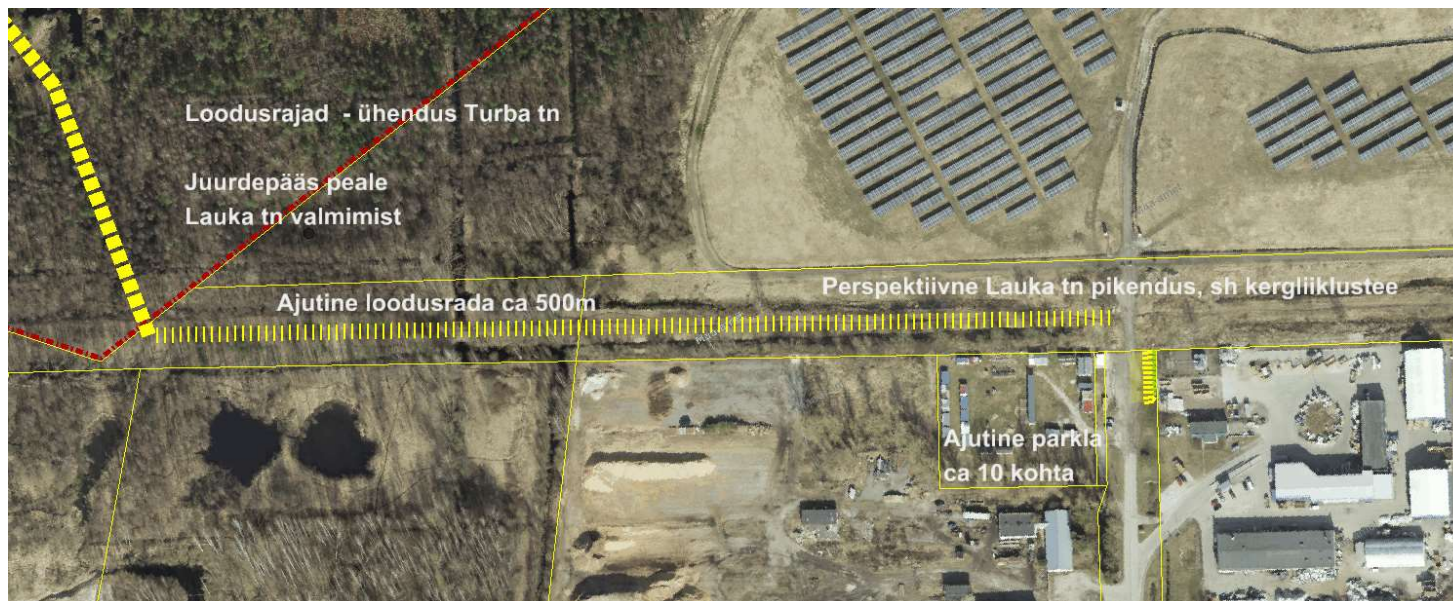 Loodusrajad - ühendus Turba tn
Juurdepääs peale
Lauka tn valmimist
Ajutine loodusrada ca 500m
Perspektiivne Lauka tn pikendus, sh kergliiklustee
Ajutine parkla
ca 10 kohta